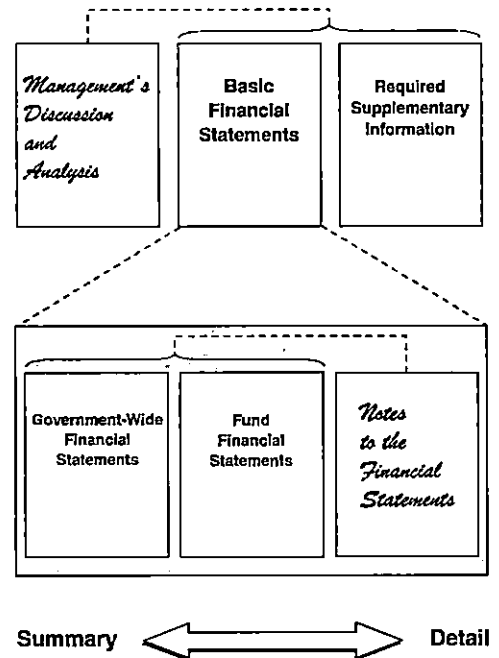 Management's
Discussion
and
Analysis
Basic
Financial
Statements
Required
Supplementary
Information
Government-Wide
Financial
Statements
Fund
Financial
Statements
Notes
to the
Financial
Statements
Summary
Detail